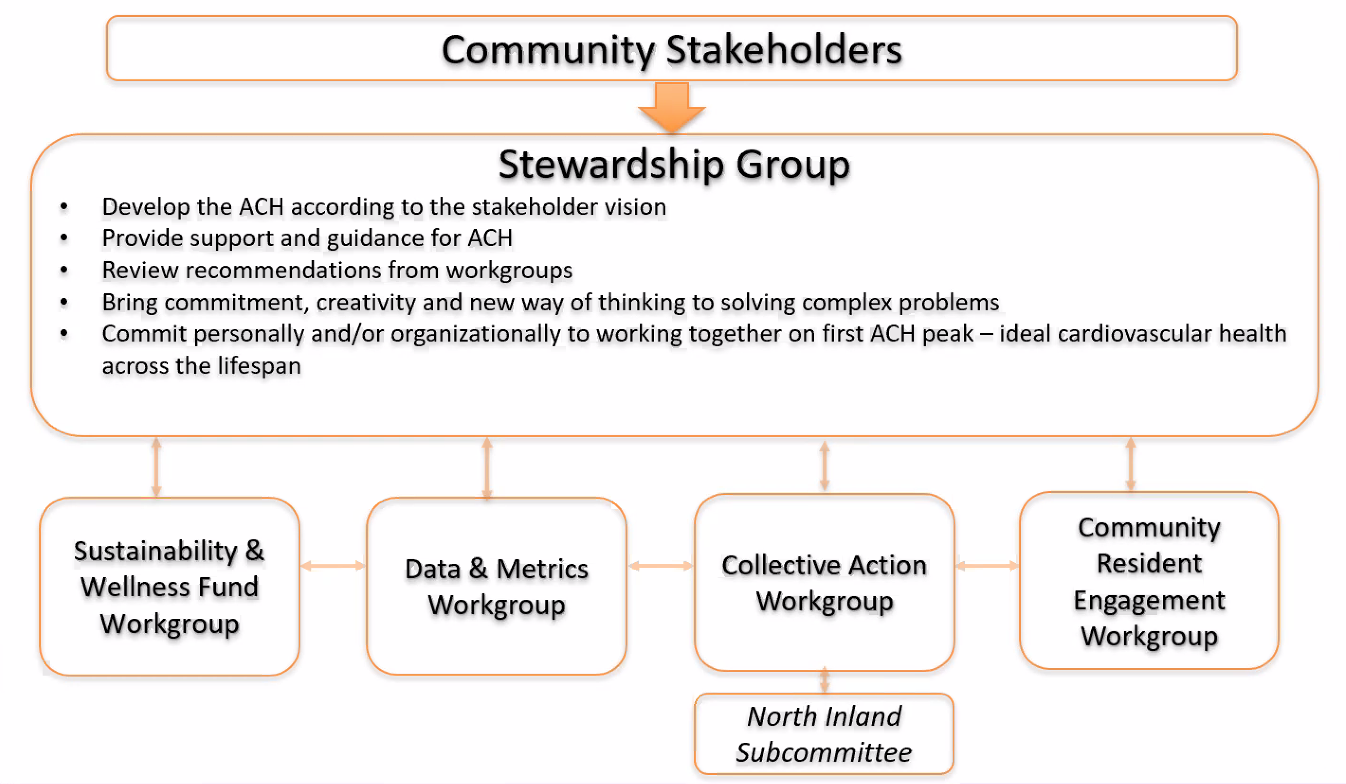 Community Stakeholders
Stewardship Group
• Develop the ACH according to the stakeholder vision
• Provide support and guidance for ACH
• Review recommendations from workgroups
• Bring commitment, creativity and new way of thinking to solving complex problems
• Commit personally and/or organizationally to working together on first ACH peak – ideal cardiovascular health
across the lifespan
Sustainability &
Wellness Fund
Workgroup
Data & Metrics
Workgroup
Collective Action
Workgroup
Community
Resident
Engagement
Workgroup
North Inland
Subcommittee